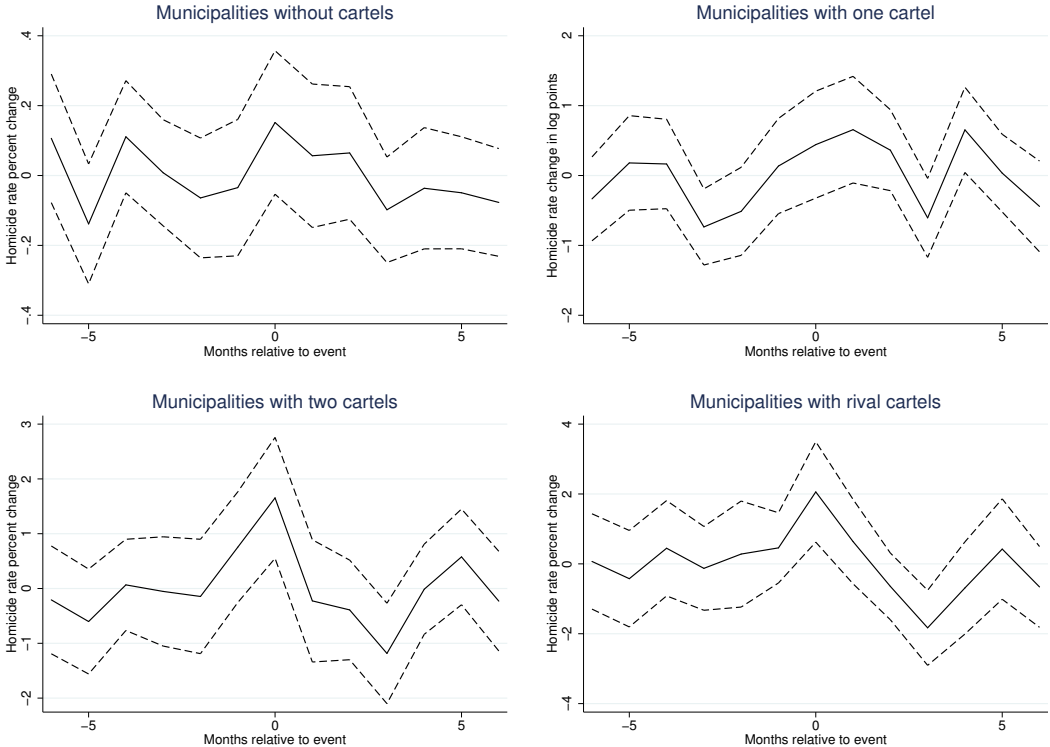 Municipalities without cartels
Homicide rate percent change
.4
.2
0
−.2
−.4
−5
0
5
Months relative to event
Municipalities with one cartel
Homicide rate change in log points
2
1
0
−1
−2
−5
0
5
Months relative to event
Municipalities with two cartels
Homicide rate percent change
3
2
1
0
−1
−2
−5
0
5
Months relative to event
Municipalities with rival cartels
Homicide rate percent change
4
2
0
−2
−4
−5
0
5
Months relative to event